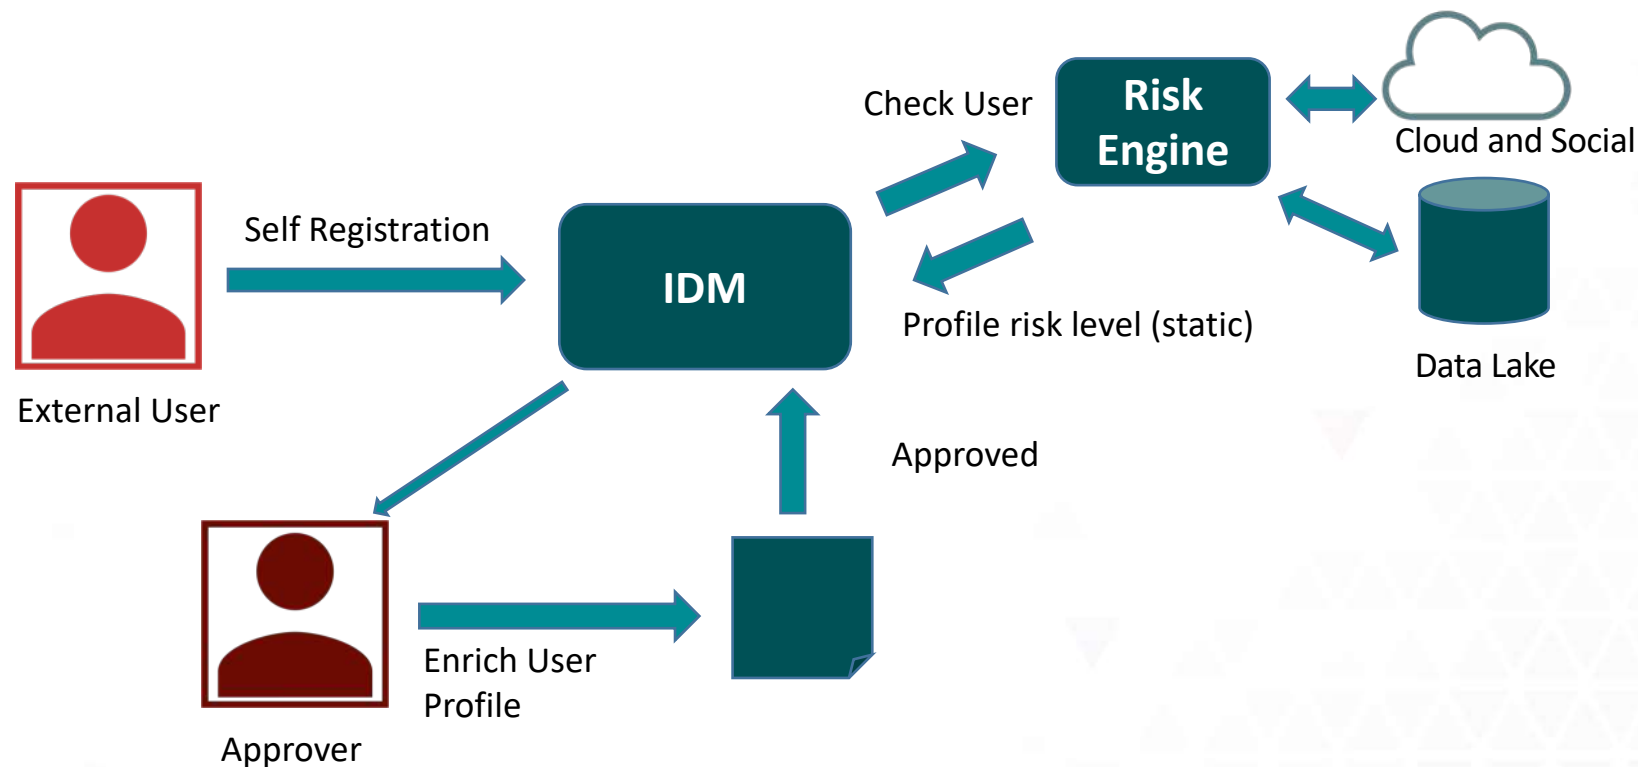 Check User
Risk
Engine
Cloud and Social
Self Registration
IDM
Profile risk level (static)
Data Lake
External User
Approved
Enrich User
Profile
Approver